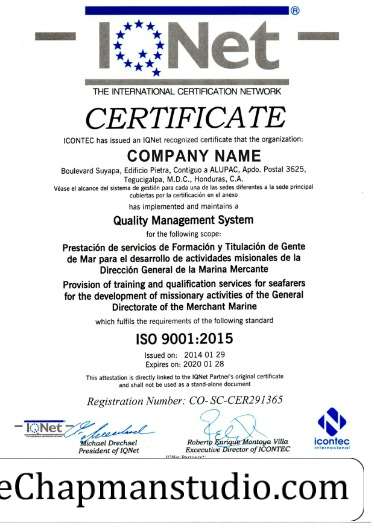 IQNet ®
THE INTERNATIONAL CERTIFICATION NETWORK
CERTIFICATE
ICONTEC has issued an IQNet recognized certificate that the organization:
COMPANY NAME
Boulevard Suyapa, Edificio Pietra, Contiguo a ALUPAC, Apdo. Postal 3625,
Tegucigalpa, M.D.C., Honduras, C.A.
Véase el alcance del sistema de gestión para cada una de las sedes diferentes a la sede principal
cubiertas por la certificación en el anexo
has implemented and maintains a
Quality Management System
for the following scope:
Prestación de servicios de Formación y Titulación de Gente
de Mar para el desarrollo de actividades misionales de la
Dirección General de la Marina Mercante
Provision of training and qualification services for seafarers
for the development of missionary activities of the General
Directorate of the Merchant Marine
which fulfils the requirements of the following standard
ISO 9001:2015
Issued on: 2014 01 29
Expires on: 2020 01 28
This attestation is directly linked to the IQNet Partner's original certificate
and shall not be used as a stand-alone document
Registration Number: CO-SC-CER291365
IQNet
Michael Drechsel
President of IQNet
Roberto Enrique Montoya Villa
Excecutive Director of ICONTEC
icontec
internacional
IQNet Partners*:
eChapmanstudio.com